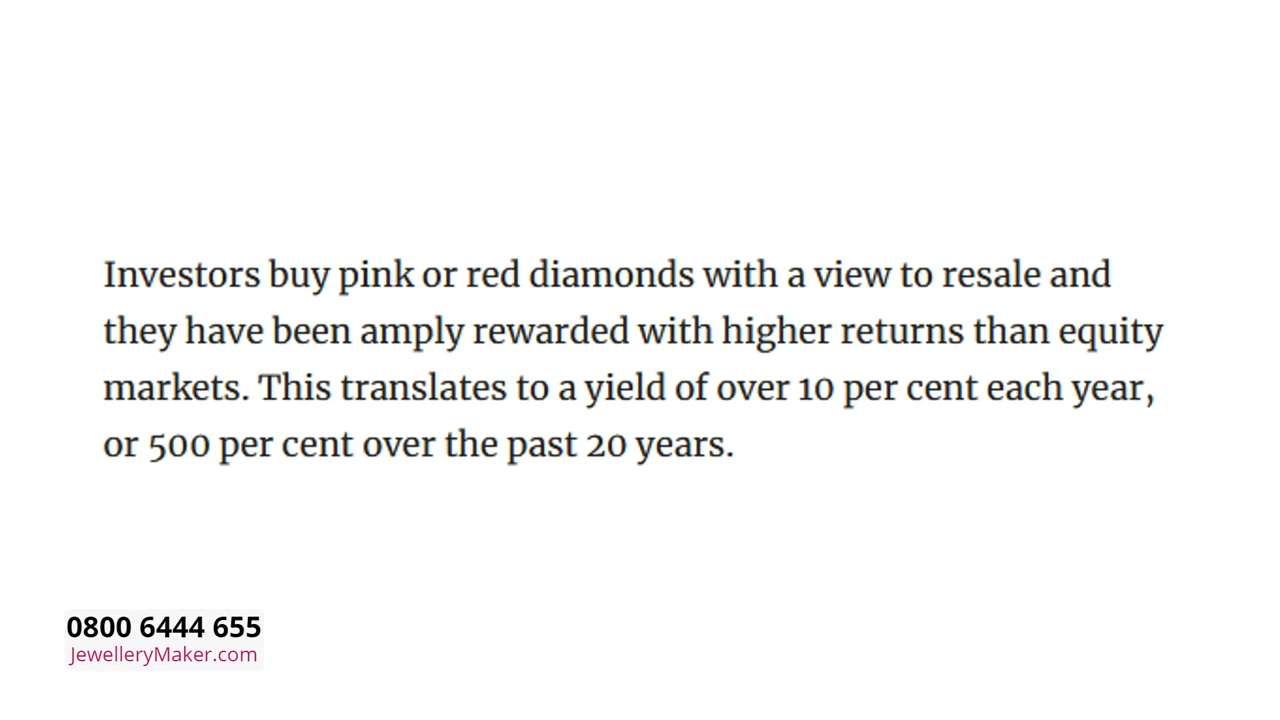 Investors buy pink or red diamonds with a view to resale and
they have been amply rewarded with higher returns than equity
markets. This translates to a yield of over 10 per cent each year,
or 500 per cent over the past 20 years.
0800 6444 655
JewelleryMaker.com